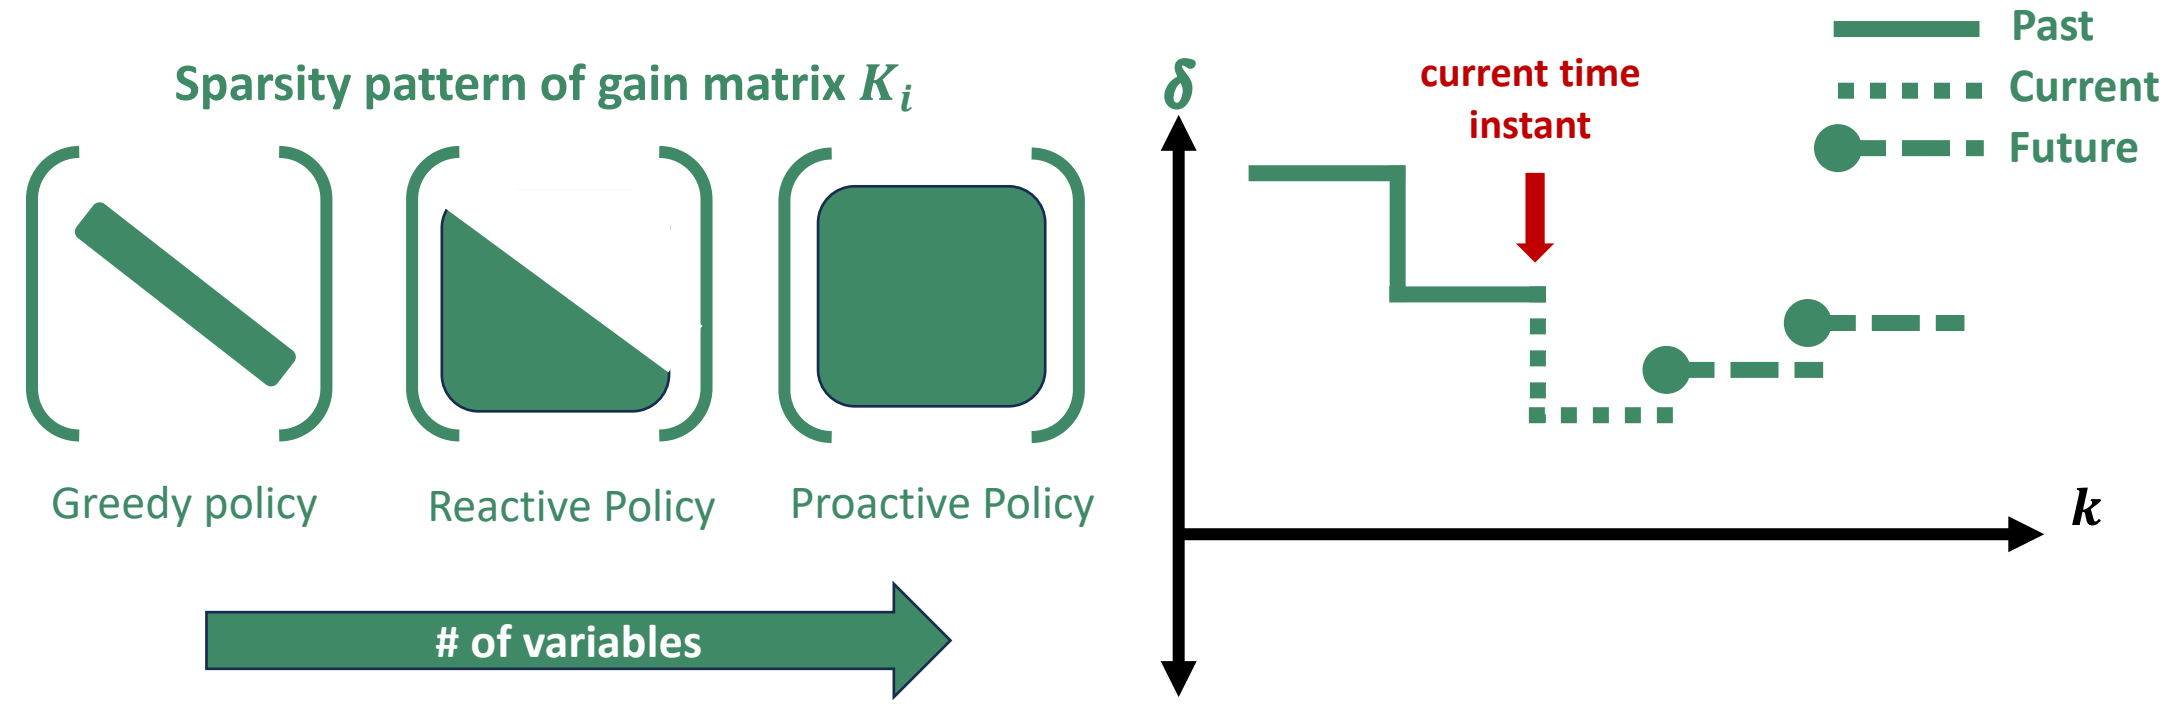 Sparsity pattern of gain matrix K_i
Greedy policy
Reactive Policy
Proactive Policy
# of variables
δ
current time
instant
k
Past
Current
Future